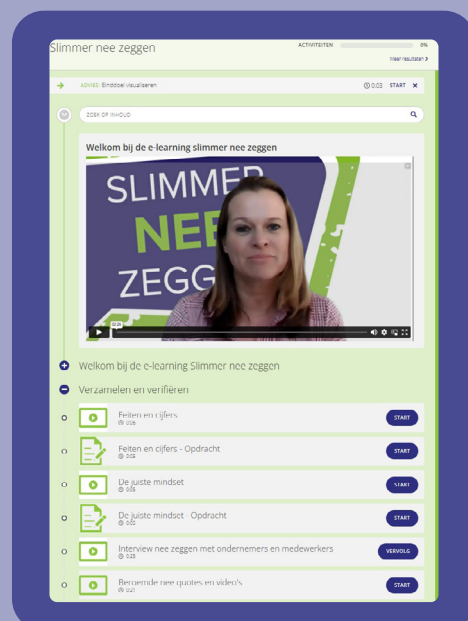 Slimmer nee zeggen
ACTIVITEITEN 0%
Meer resultaten
ADVIES: Einddoel visualiseren 0:03 START ×
ZOEK OP INHOUD
Welkom bij de e-learning slimmer nee zeggen
SLIMMER
NEE
ZEGG
Welkom bij de e-learning Slimmer nee zeggen
Verzamelen en verifiëren
Feiten en cijfers
START
Feiten en cijfers - Opdracht
START
De juiste mindset
START
De juiste mindset - Opdracht
START
Interview nee zeggen met ondernemers en medewerkers
VERVOLG
Beroemde nee quotes en video's
0:21
START